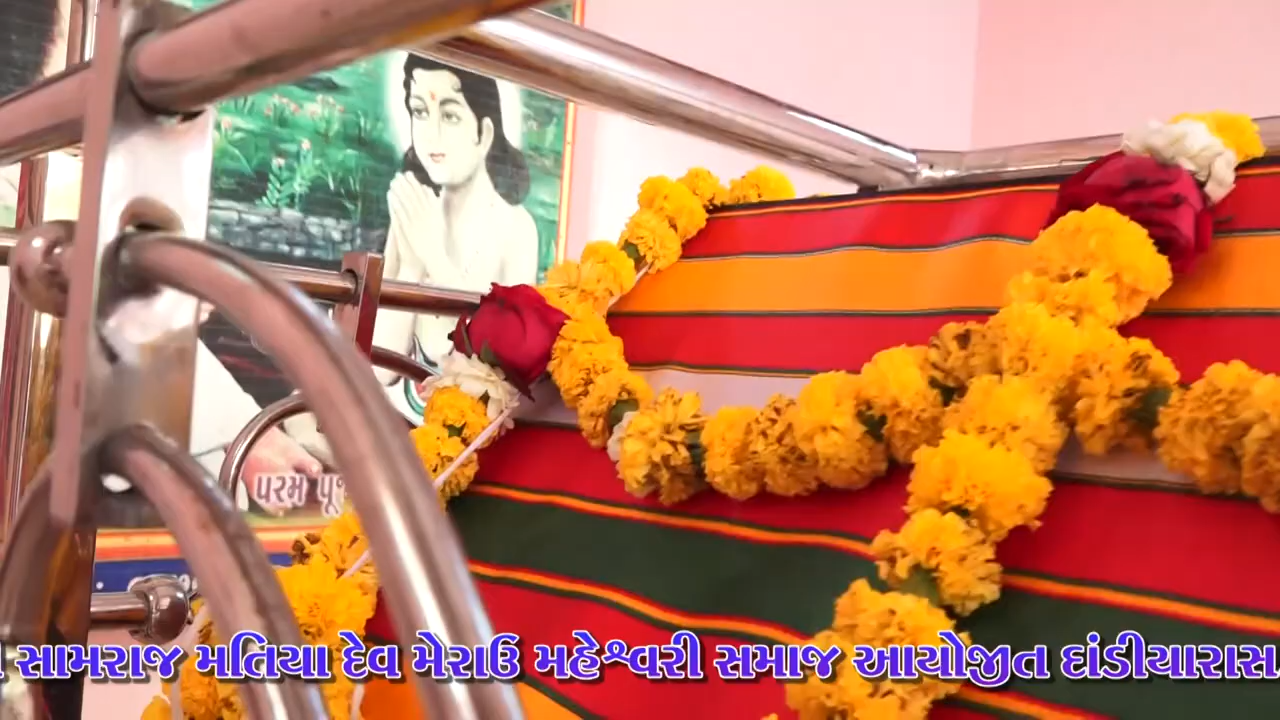 પરમ
સામરાજ મતિયા દેવ મેરાઉ મહેશ્વરી સમાજ આયોજીત દાંડીયારાસ